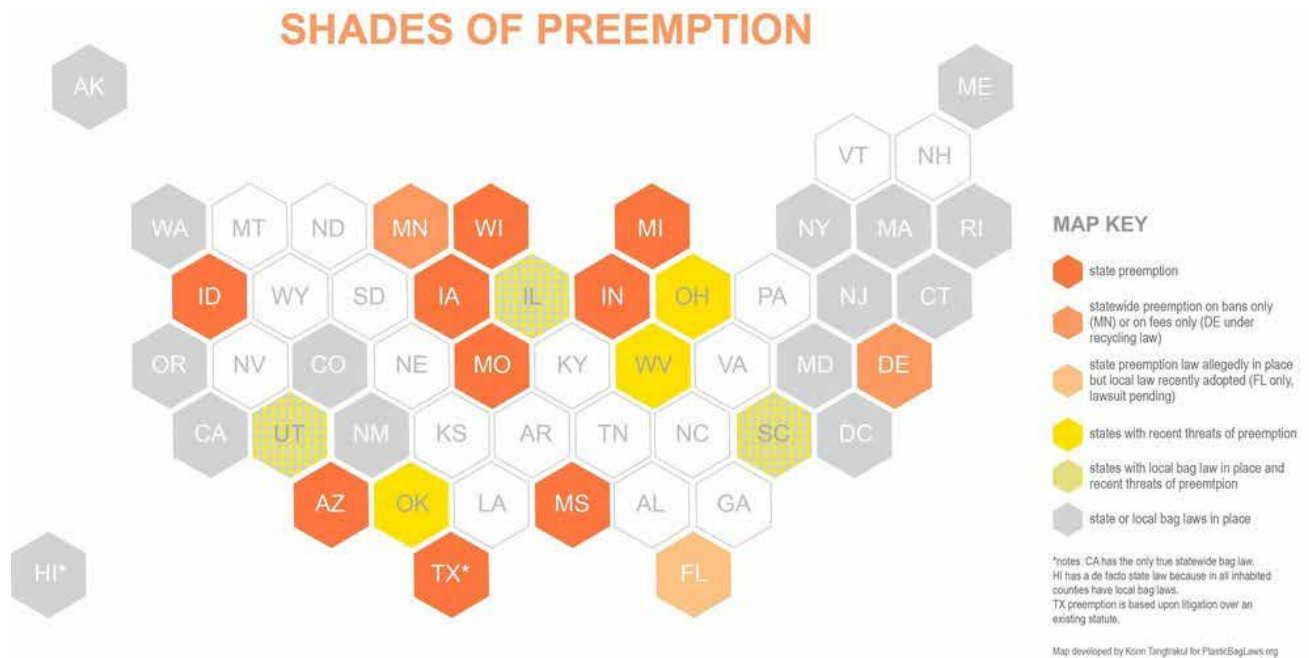 SHADES OF PREEMPTION
AK
ME
VT
NH
WA
MT
ND
MN
WI
MI
NY
MA
RI
ID
WY
SD
IA
IL
IN
OH
PA
NJ
CT
OR
NV
CO
NE
MO
KY
WV
VA
MD
DE
CA
UT
NM
KS
AR
TN
NC
SC
DC
AZ
OK
LA
MS
AL
GA
HI*
TX*
FL
MAP KEY
state preemption
statewide preemption on bans only
(MN) or on fees only (DE under
recycling law)
state preemption law allegedly in place
but local law recently adopted (FL only,
lawsuit pending)
states with recent threats of preemption
states with local bag law in place and
recent threats of preemtpion
state or local bag laws in place
*notes: CA has the only true statewide bag law.
HI has a de facto state law because in all inhabited
counties have local bag laws.
TX preemption is based upon litigation over an
existing statute.
Map developed by Konn Tangtrakul for PlasticBagLaws.org